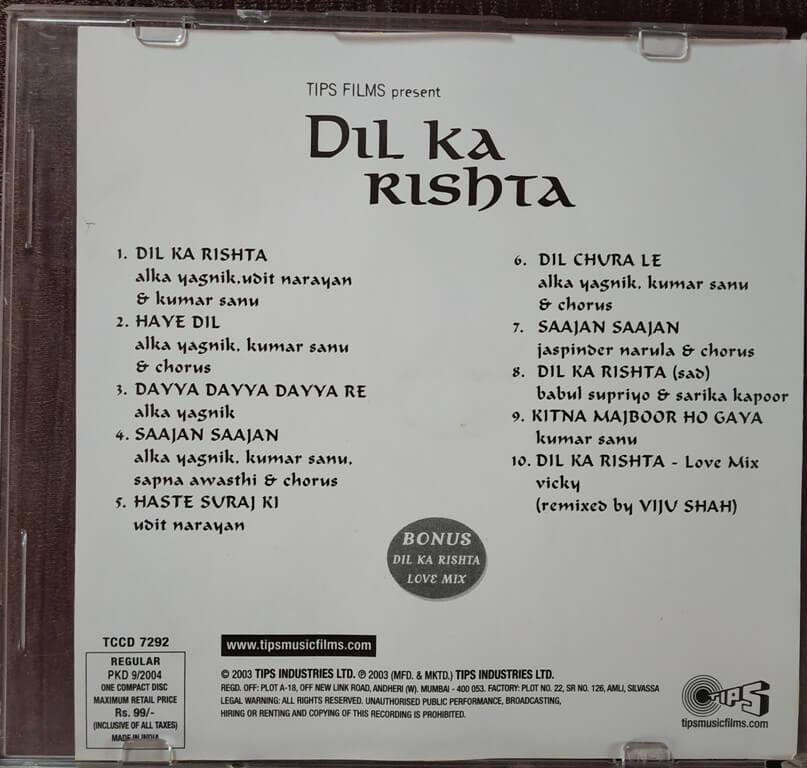 TIPS FILMS present
DIL KA
RISHTA
1. DIL KA RISHTA
alka yagnik,udit narayan
& kumar sanu
2. HAYE DIL
alka yagnik, kumar sanu
& chorus
3. DAYYA DAYYA DAYYA RE
alka yagnik
4. SAAJAN SAAJAN
alka yagnik, kumar sanu,
sapna awasthi & chorus
5. HASTE SURAJ KI
udit narayan
6. DIL CHURA LE
alka yagnik, kumar sanu
& chorus
7. SAAJAN SAAJAN
jaspinder narula & chorus
8. DIL KA RISHTA (sad)
babul supriyo & sarika kapoor
9. KITNA MAJBOOR HO GAYA
kumar sanu
10. DIL KA RISHTA - Love Mix
vicky
(remixed by VIJU SHAH)
BONUS
DIL KA RISHTA
LOVE MIX
TCCD 7292
REGULAR
PKD 9/2004
ONE COMPACT DISC
MAXIMUM RETAIL PRICE
Rs. 99/-
(INCLUSIVE OF ALL TAXES)
MADE IN INDIA
www.tipsmusicfilms.com
© 2003 TIPS INDUSTRIES LTD. ℗ 2003 (MFD. & MKTD.) TIPS INDUSTRIES LTD.
REGD. OFF: PLOT A-18, OFF NEW LINK ROAD, ANDHERI (W). MUMBAI - 400 053. FACTORY: PLOT NO. 22, SR NO. 126, AMLI, SILVASSA
LEGAL WARNING: ALL RIGHTS RESERVED. UNAUTHORISED PUBLIC PERFORMANCE, BROADCASTING,
HIRING OR RENTING AND COPYING OF THIS RECORDING IS PROHIBITED.
TIPS
tipsmusicfilms.com